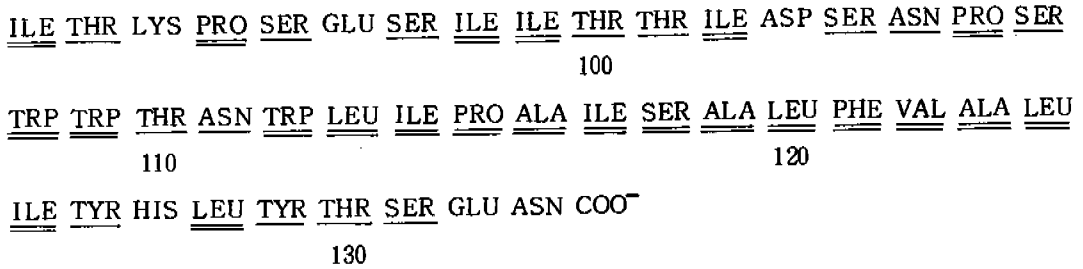 ILE THR LYS PRO SER GLU SER ILE ILE THR THR ILE ASP SER ASN PRO SER
100
TRP TRP THR ASN TRP LEU ILE PRO ALA ILE SER ALA LEU PHE VAL ALA LEU
110 120
ILE TYR HIS LEU TYR THR SER GLU ASN COO⁻
130